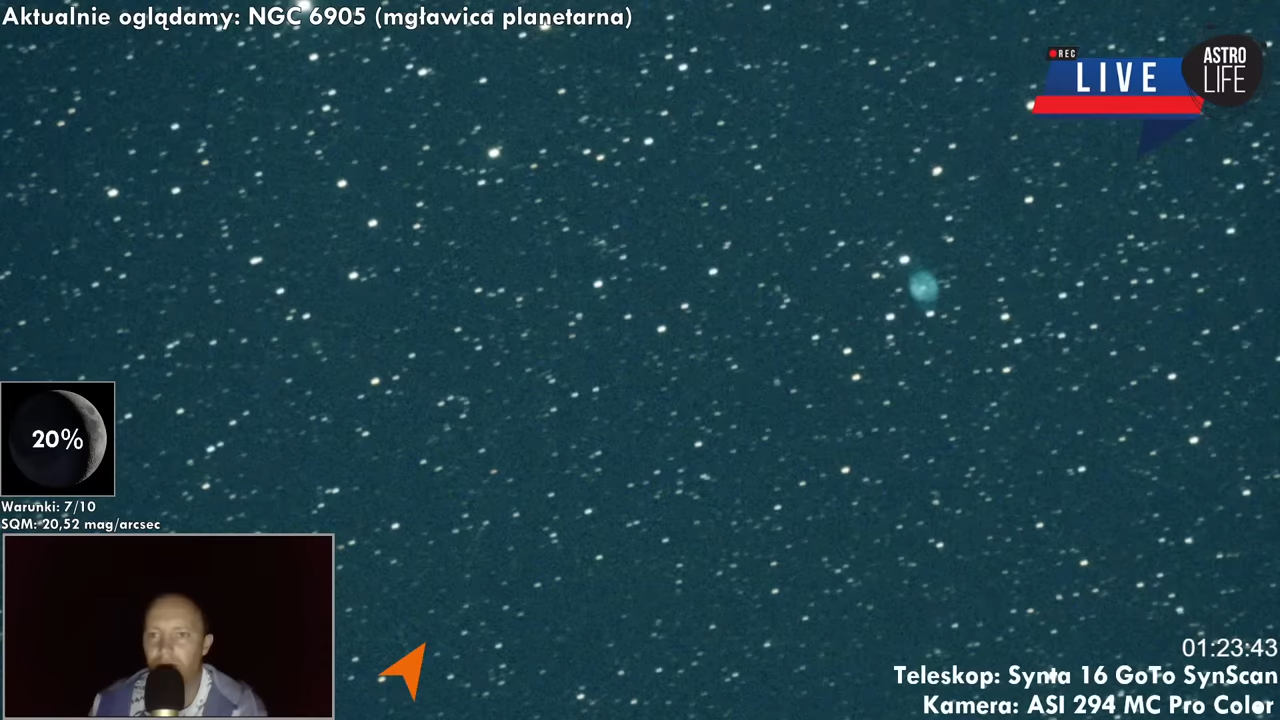 Aktualnie oglądamy: NGC 6905 (mgławica planetarna)
REC
LIVE
ASTRO
LIFE
20%
Warunki: 7/10
SQM: 20,52 mag/arcsec
01:23:43
Teleskop: Synta 16 GoTo SynScan
Kamera: ASI 294 MC Pro Color